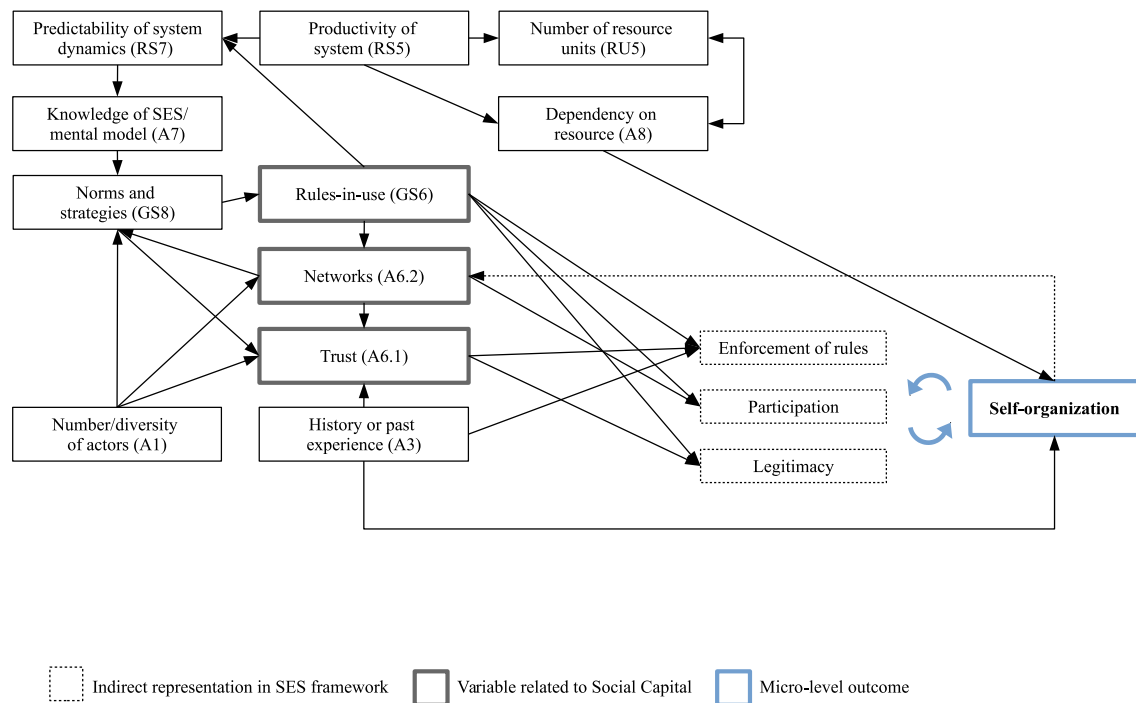 Predictability of system
dynamics (RS7)
Productivity of
system (RS5)
Number of resource
units (RU5)
Knowledge of SES/
mental model (A7)
Dependency on
resource (A8)
Norms and
strategies (GS8)
Rules-in-use (GS6)
Networks (A6.2)
Trust (A6.1)
Enforcement of rules
Participation
Self-organization
Number/diversity
of actors (A1)
History or past
experience (A3)
Legitimacy
Indirect representation in SES framework
Variable related to Social Capital
Micro-level outcome